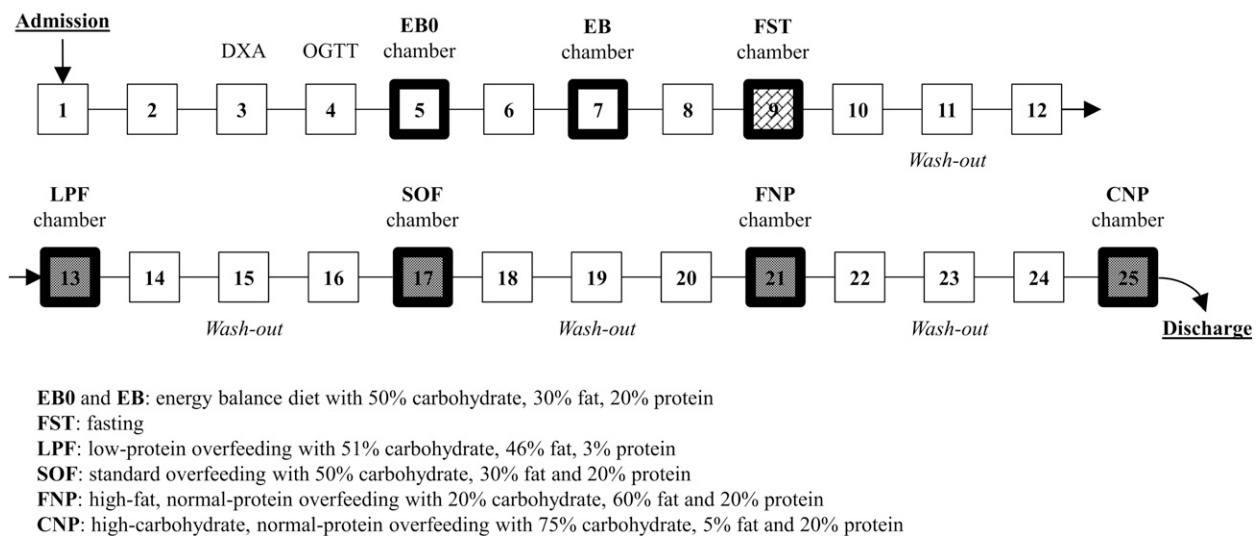 Admission
DXA OGTT
EB0 EB FST
chamber chamber chamber
1 2 3 4 5 6 7 8 9 10 11 12
Wash-out
LPF SOF FNP CNP
chamber chamber chamber chamber
13 14 15 16 17 18 19 20 21 22 23 24 25
Wash-out Wash-out Wash-out
Discharge
EB0 and EB: energy balance diet with 50% carbohydrate, 30% fat, 20% protein
FST: fasting
LPF: low-protein overfeeding with 51% carbohydrate, 46% fat, 3% protein
SOF: standard overfeeding with 50% carbohydrate, 30% fat and 20% protein
FNP: high-fat, normal-protein overfeeding with 20% carbohydrate, 60% fat and 20% protein
CNP: high-carbohydrate, normal-protein overfeeding with 75% carbohydrate, 5% fat and 20% protein